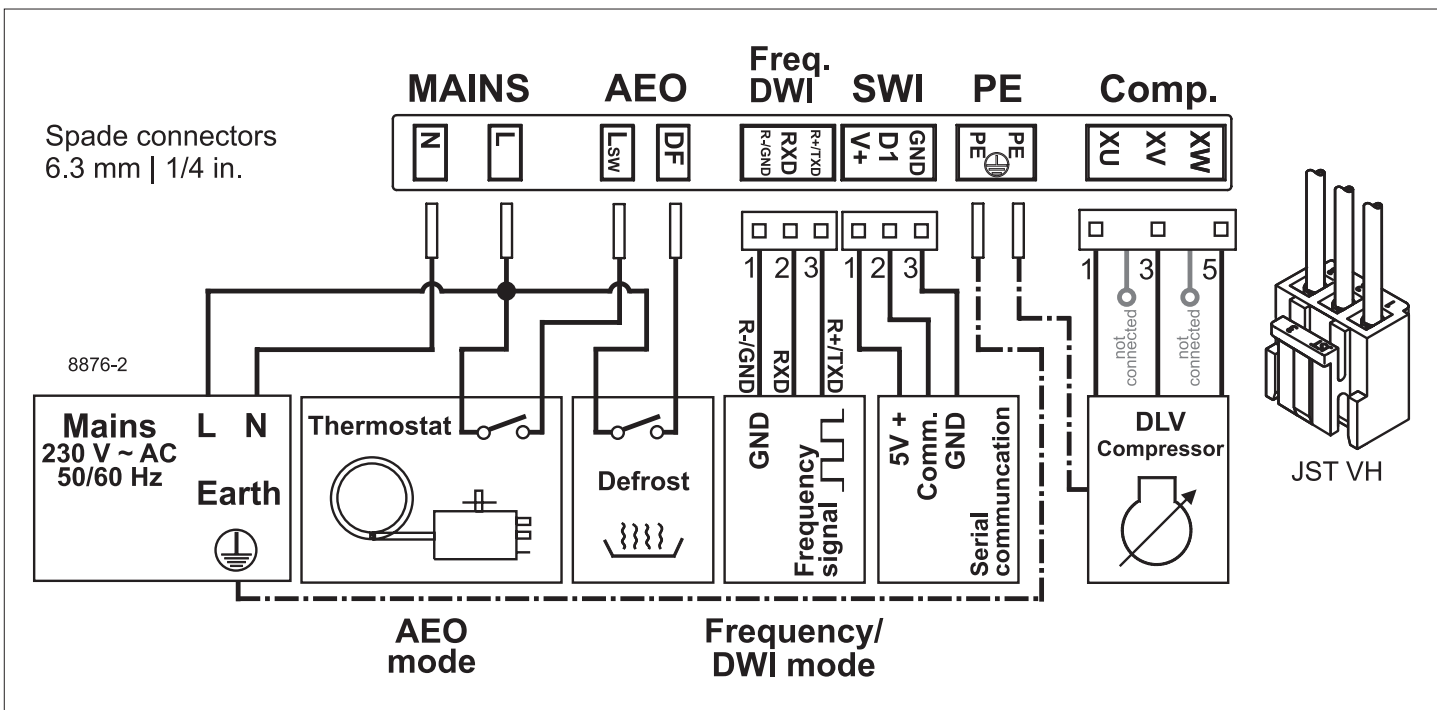 Freq.
MAINS AEO DWI SWI PE Comp.
Spade connectors
6.3 mm | 1/4 in.
N L Lsw DF R-/GND RXD R+/TXD V+ D1 GND PE PE XU XV XW
1 2 3 1 2 3 1 3 5
not connected
not connected
R-/GND RXD R+/TXD
8876-2
Mains L N
230 V ~ AC
50/60 Hz
Earth
Thermostat
Defrost
GND
Frequency
signal
5V +
Comm.
GND
Serial
communcation
DLV
Compressor
JST VH
AEO
mode
Frequency/
DWI mode